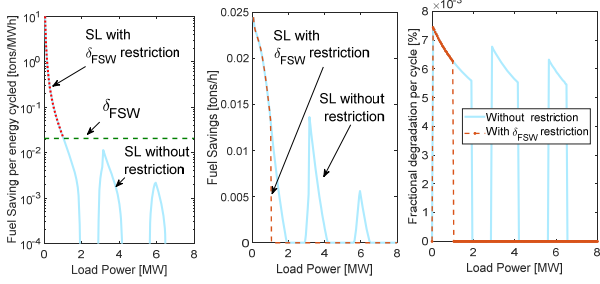 Fuel Saving per energy cycled [tons/MWh]
10^1
10^0
10^-1
10^-2
10^-3
10^-4
SL with
δ_FSW restriction
δ_FSW
SL without
restriction
0 2 4 6 8
Load Power [MW]
Fuel Savings [tons/h]
0.025
0.02
0.015
0.01
0.005
0
SL with
δ_FSW
restriction
SL without
restriction
0 2 4 6 8
Load Power [MW]
Fractional degradation per cycle [%]
8
7
6
5
4
3
2
1
0
Without restriction
With δ_FSW restriction
0 2 4 6 8
Load Power [MW]